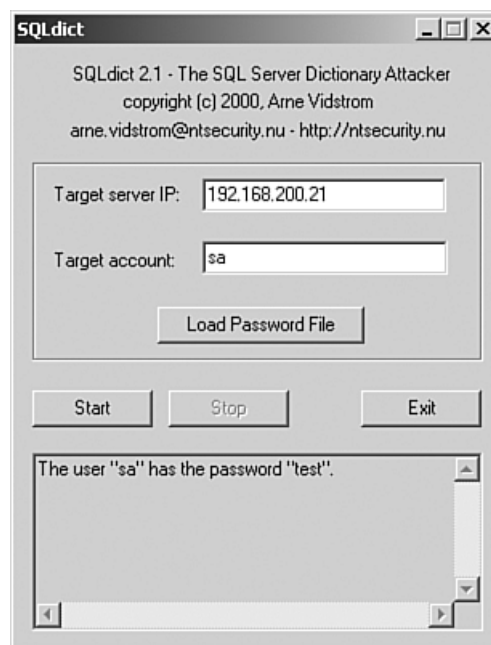 SQLdict
SQLdict 2.1 - The SQL Server Dictionary Attacker
copyright (c) 2000, Arne Vidstrom
arne.vidstrom@ntsecurity.nu - http://ntsecurity.nu
Target server IP: 192.168.200.21
Target account: sa
Load Password File
Start Stop Exit
The user "sa" has the password "test".